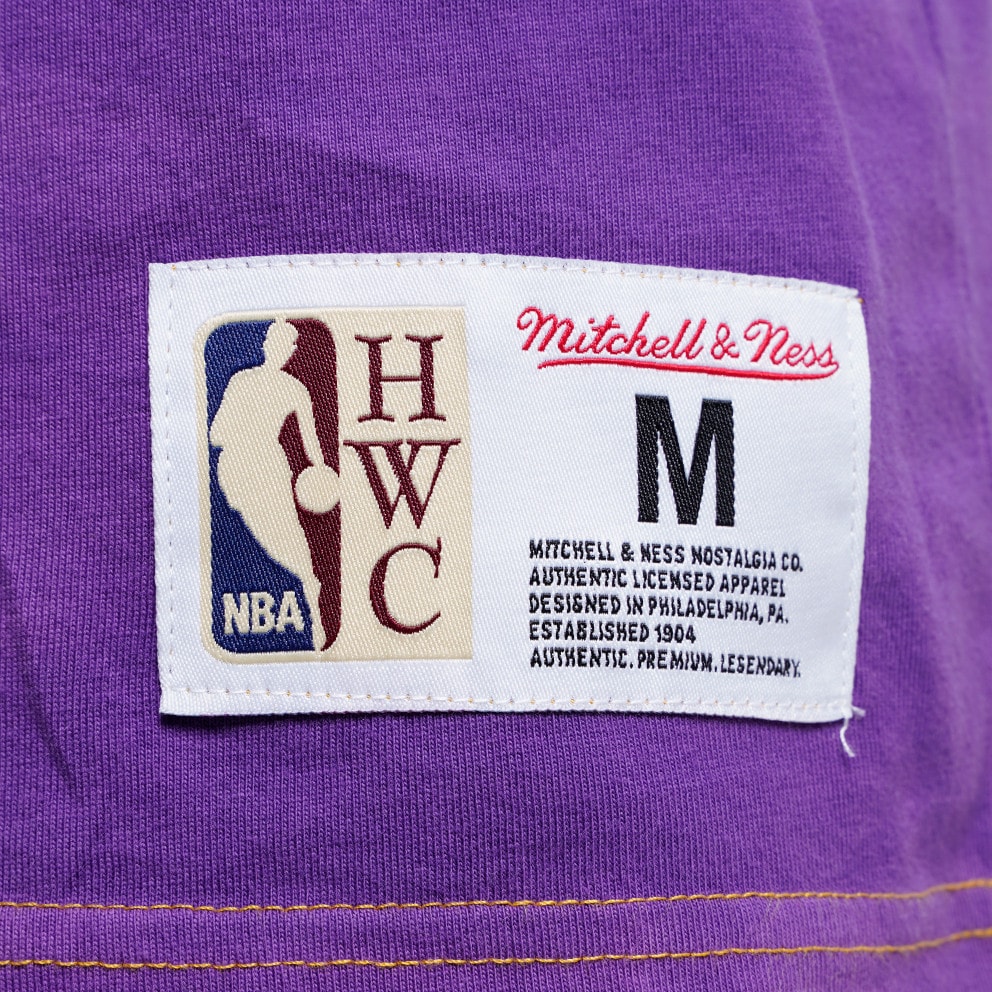 NBA
H
W
C
Mitchell & Ness
M
MITCHELL & NESS NOSTALGIA CO.
AUTHENTIC LICENSED APPAREL
DESIGNED IN PHILADELPHIA, PA.
ESTABLISHED 1904
AUTHENTIC. PREMIUM. LEGENDARY.